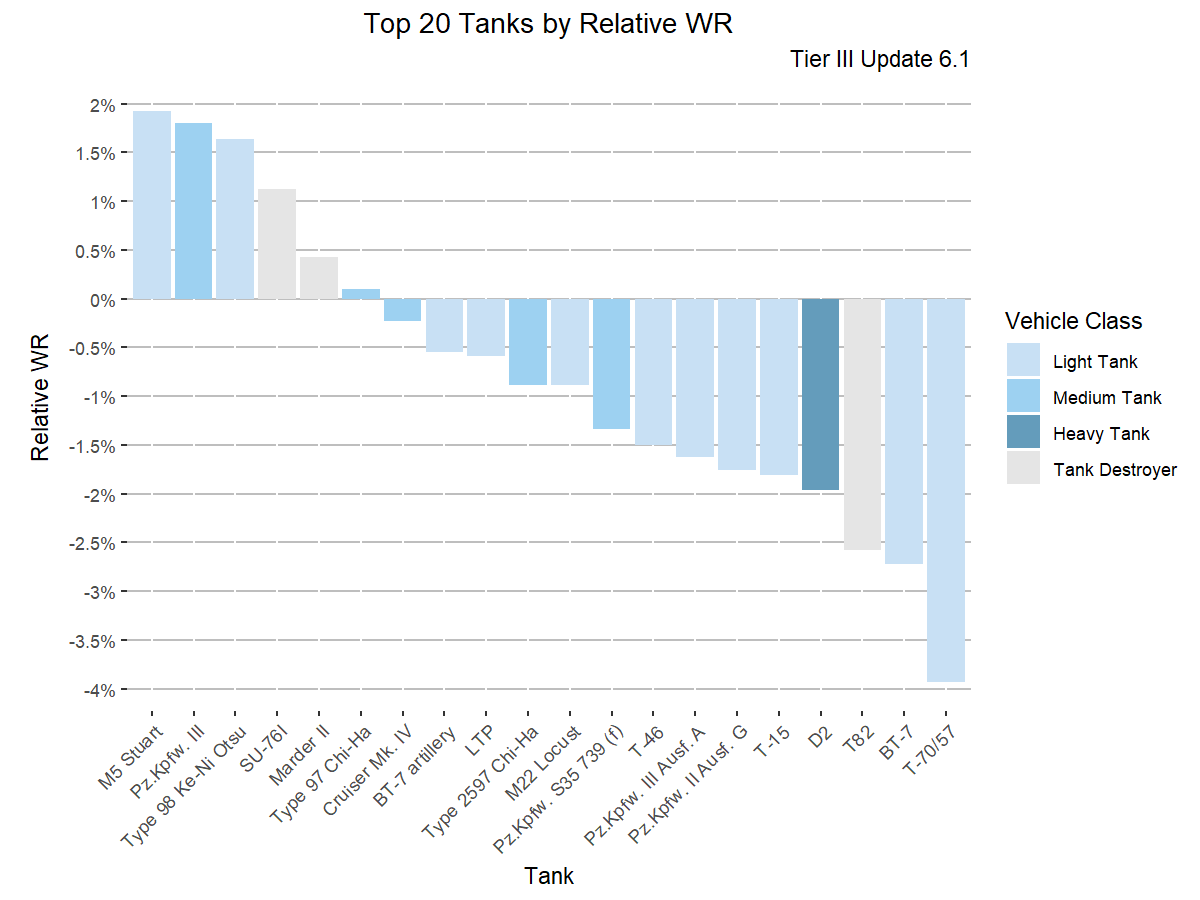 Top 20 Tanks by Relative WR
Tier III Update 6.1
2%
1.5%
1%
0.5%
0%
-0.5%
-1%
-1.5%
-2%
-2.5%
-3%
-3.5%
-4%
Relative WR
M5 Stuart
Pz.Kpfw. III
Type 98 Ke-Ni Otsu
SU-76I
Marder II
Type 97 Chi-Ha
Cruiser Mk. IV
BT-7 artillery
LTP
Type 2597 Chi-Ha
M22 Locust
Pz.Kpfw. S35 739 (f)
T-46
Pz.Kpfw. III Ausf. A
Pz.Kpfw. II Ausf. G
T-15
D2
T82
BT-7
T-70/57
Tank
Vehicle Class
Light Tank
Medium Tank
Heavy Tank
Tank Destroyer